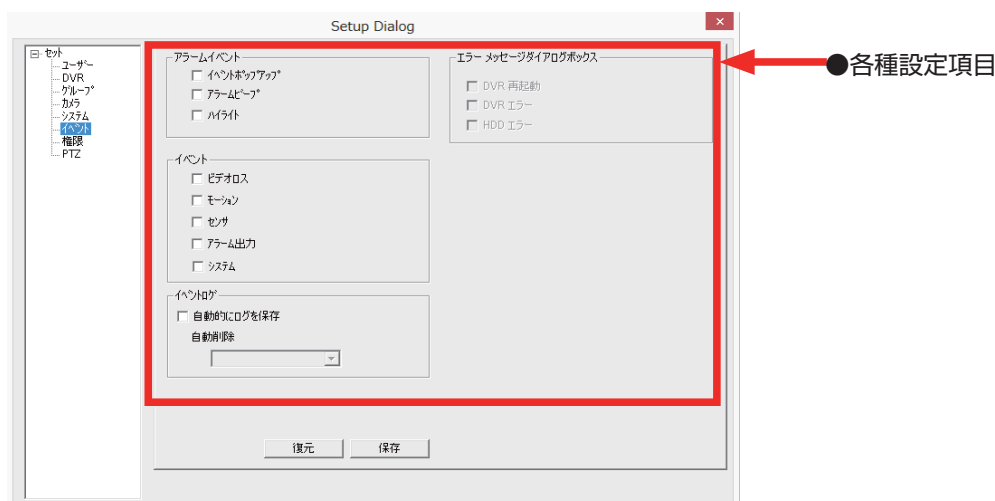 Setup Dialog
×
セット
ユーザー
DVR
グループ
カメラ
システム
イベント
権限
PTZ
アラームイベント
イベントポップアップ
アラームビープ
ハイライト
イベント
ビデオロス
モーション
センサ
アラーム出力
システム
イベントログ
自動的にログを保存
自動削除
エラー メッセージダイアログボックス
DVR 再起動
DVR エラー
HDD エラー
復元
保存
●各種設定項目